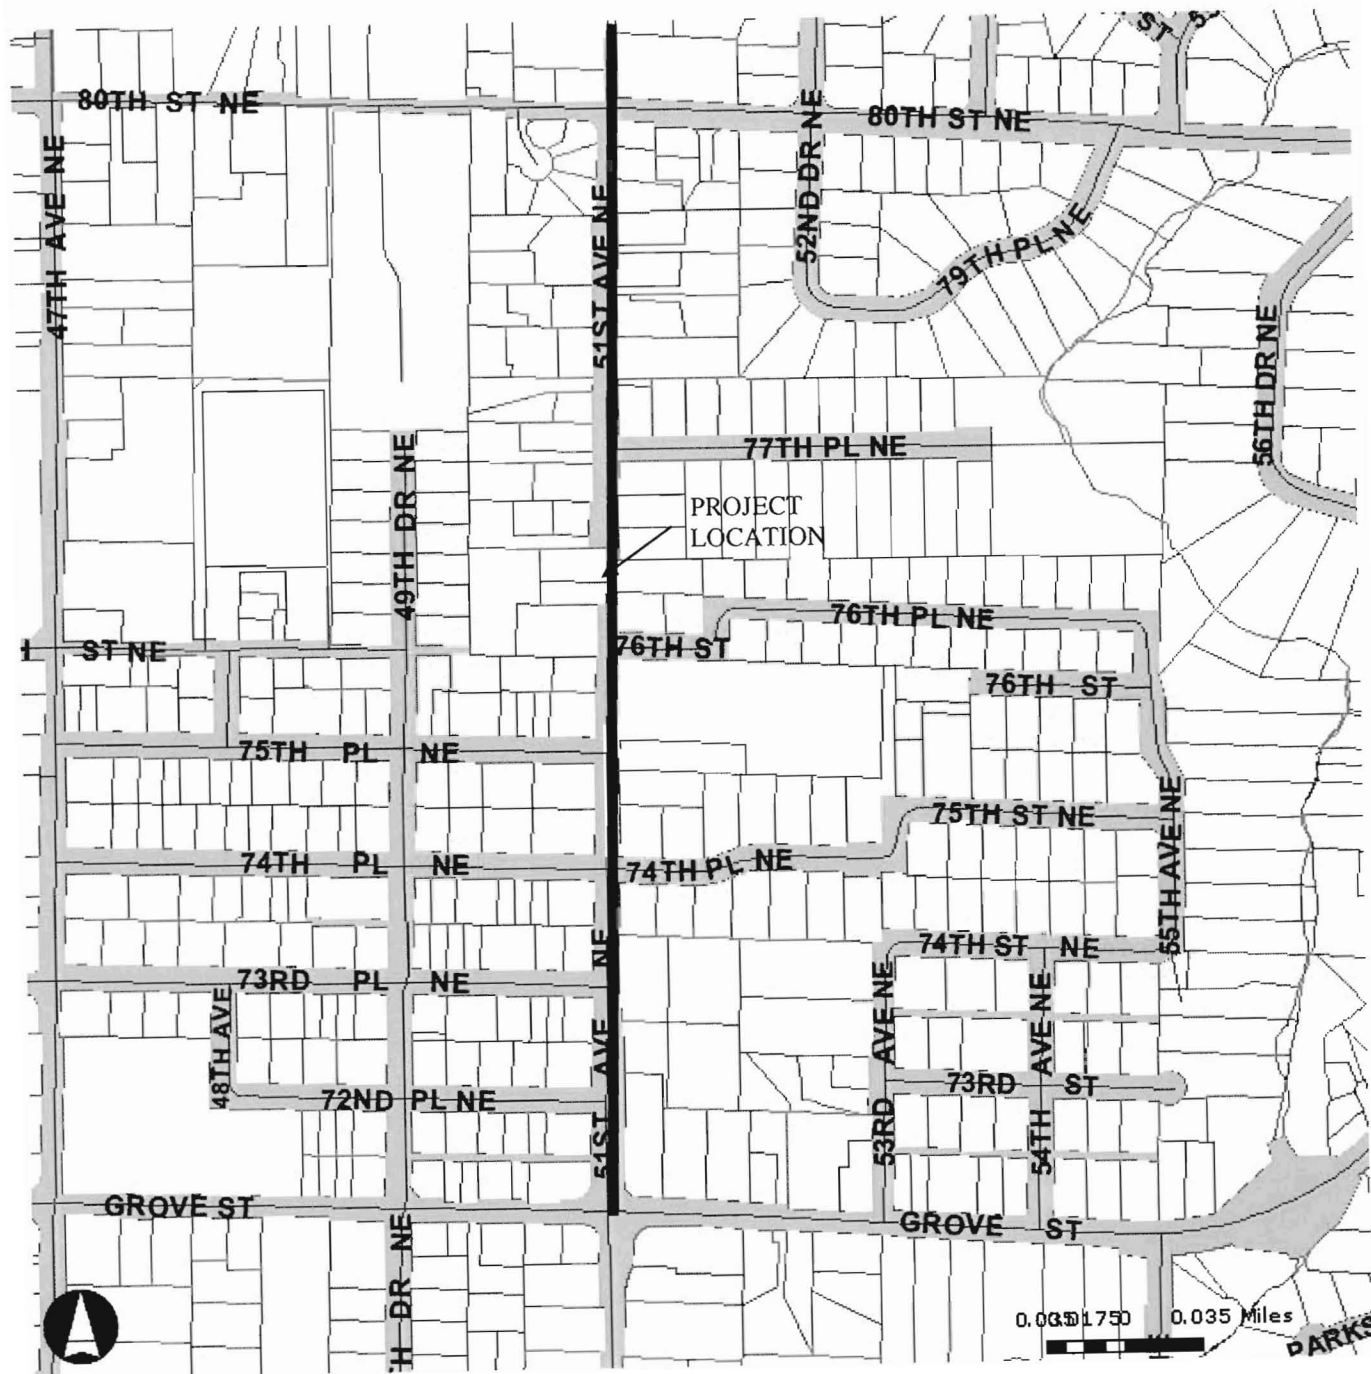 ST
80TH ST NE
80TH ST NE
47TH AVE NE
51ST AVE NE
52ND DR NE
79TH PL NE
56TH DR NE
77TH PL NE
49TH DR NE
PROJECT
LOCATION
76TH PL NE
76TH ST
ST NE
76TH ST
75TH PL NE
75TH ST NE
55TH AVE NE
74TH PL NE
74TH PL NE
74TH ST NE
51ST AVE NE
73RD PL NE
48TH AVE
53RD AVE NE
54TH AVE NE
73RD ST
72ND PL NE
GROVE ST
GROVE ST
H DR NE
0.035 Miles
PARKS